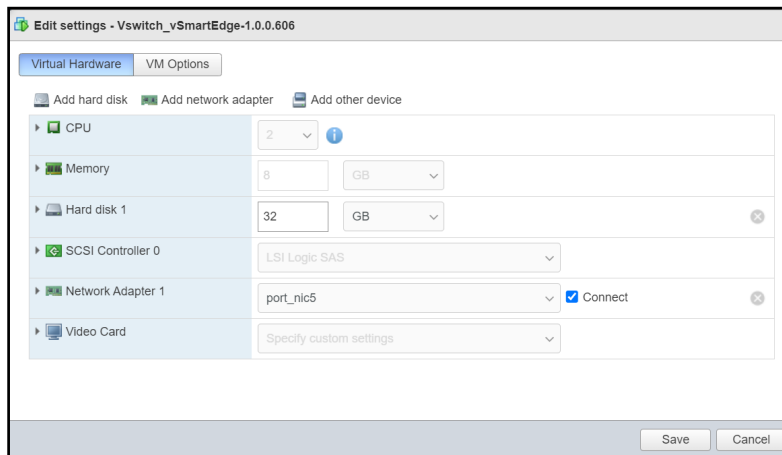 Edit settings - Vswitch_vSmartEdge-1.0.0.606
Virtual Hardware VM Options
Add hard disk Add network adapter Add other device
CPU 2
Memory 8 GB
Hard disk 1 32 GB
SCSI Controller 0 LSI Logic SAS
Network Adapter 1 port_nic5 Connect
Video Card Specify custom settings
Save Cancel